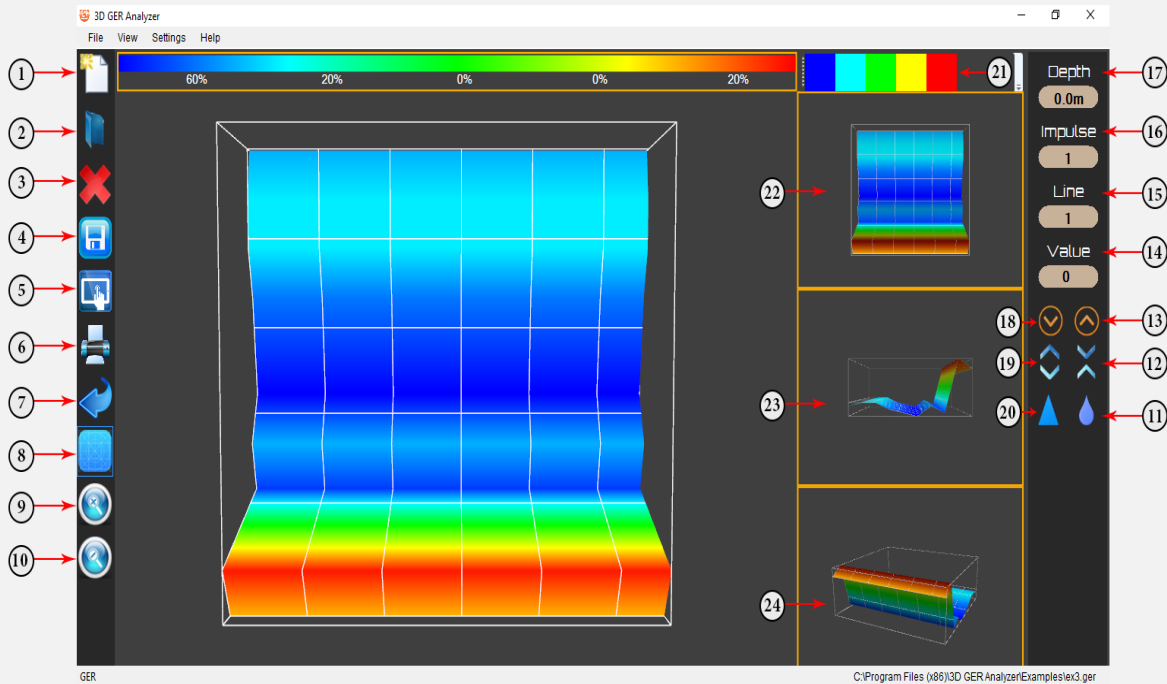 3D GER Analyzer
File View Settings Help
60% 20% 0% 0% 20%
1
2
3
4
5
6
7
8
9
10
21
22
23
24
Depth
0.0m
Impulse
1
Line
1
Value
0
17
16
15
14
18
13
19
12
20
11
GER
C:\Program Files (x86)\3D GER Analyzer\Examples\ex3.ger